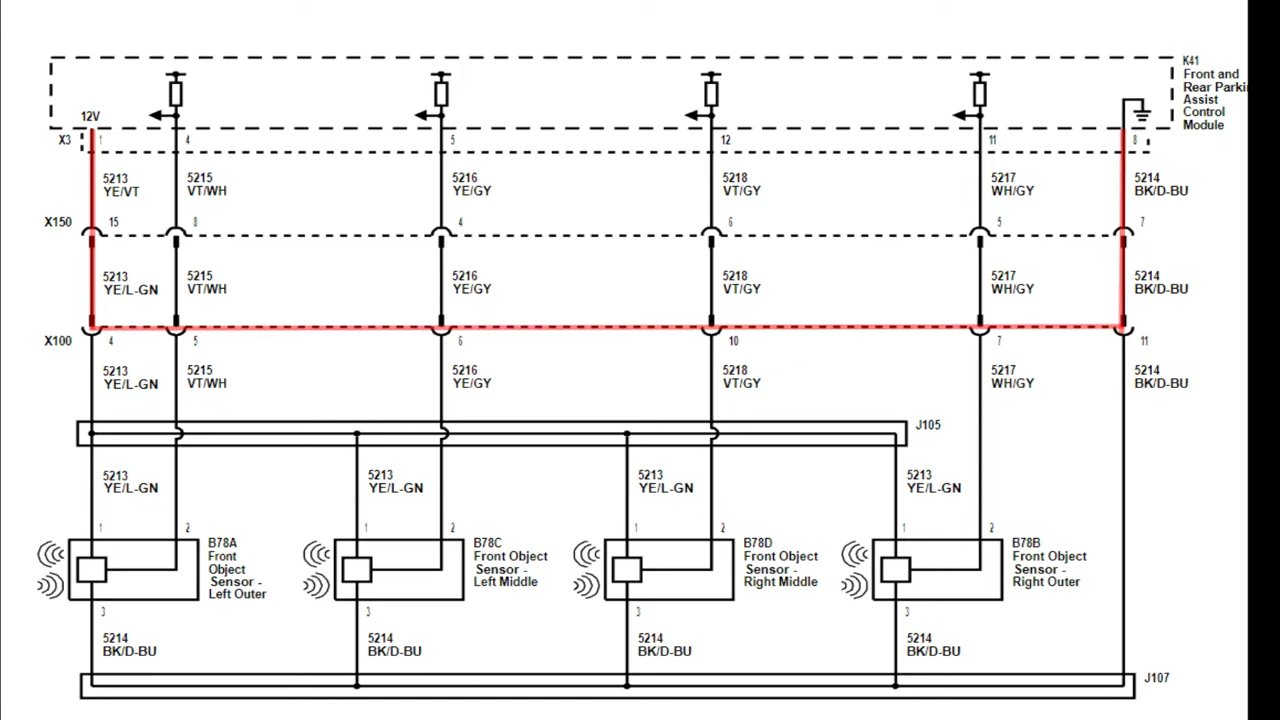 K41
Front and
Rear Parki
Assist
Control
Module
12V
X3
1
4
5
12
11
8
5213
YE/VT
5215
VT/WH
5216
YE/GY
5218
VT/GY
5217
WH/GY
5214
BK/D-BU
X150
15
8
4
6
5
7
5213
YE/L-GN
5215
VT/WH
5216
YE/GY
5218
VT/GY
5217
WH/GY
5214
BK/D-BU
X100
4
5
6
10
7
11
5213
YE/L-GN
5215
VT/WH
5216
YE/GY
5218
VT/GY
5217
WH/GY
5214
BK/D-BU
J105
5213
YE/L-GN
5213
YE/L-GN
5213
YE/L-GN
5213
YE/L-GN
1
2
1
2
1
2
1
2
B78A
Front
Object
Sensor -
Left Outer
B78C
Front Object
Sensor -
Left Middle
B78D
Front Object
Sensor -
Right Middle
B78B
Front Object
Sensor -
Right Outer
3
3
3
3
5214
BK/D-BU
5214
BK/D-BU
5214
BK/D-BU
5214
BK/D-BU
J107